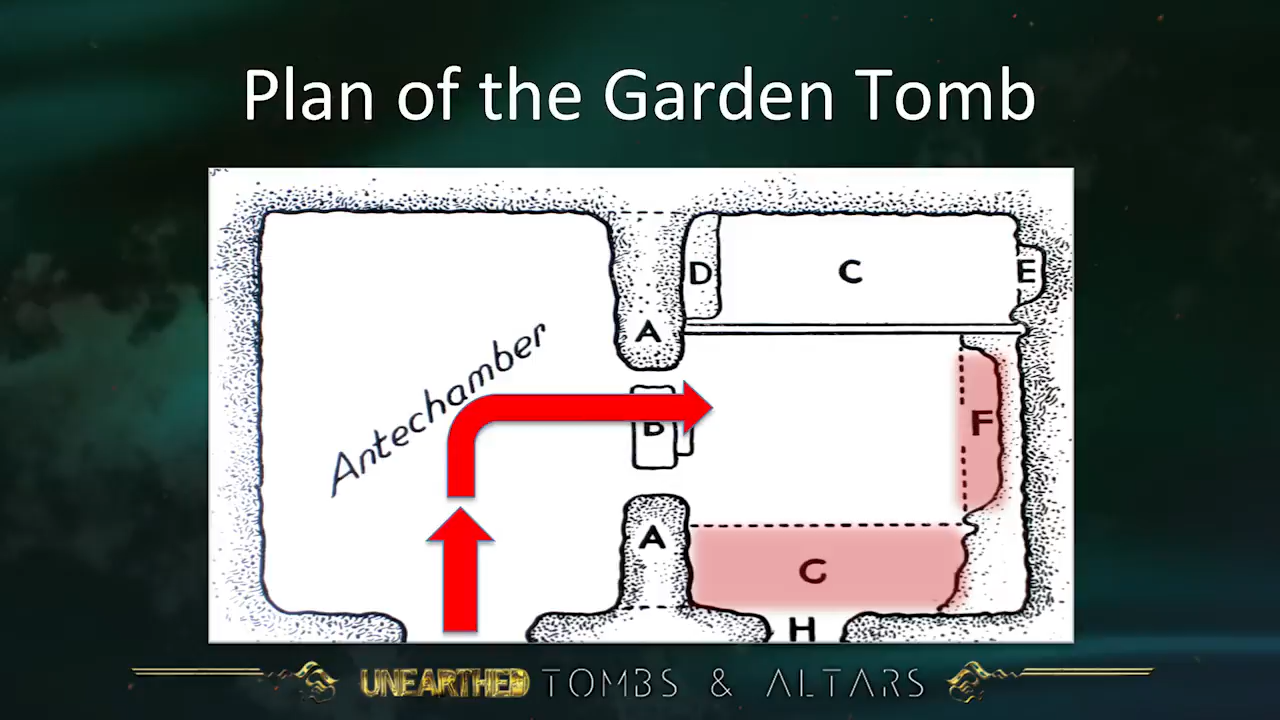 Plan of the Garden Tomb
D
C
E
A
Antechamber
B
F
A
G
H
UNEARTHED TOMBS & ALTARS